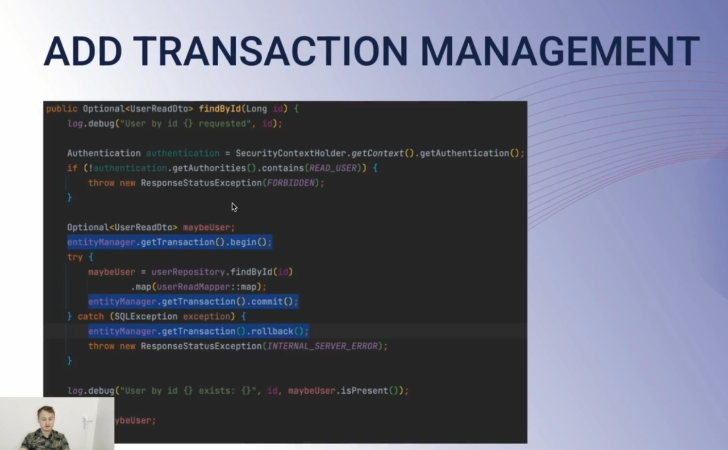 ADD TRANSACTION MANAGEMENT
public Optional<UserReadDto> findById(Long id) {
log.debug("User by id {} requested", id);
Authentication authentication = SecurityContextHolder.getContext().getAuthentication();
if (!authentication.getAuthorities().contains(READ_USER)) {
throw new ResponseStatusException(FORBIDDEN);
}
Optional<UserReadDto> maybeUser;
entityManager.getTransaction().begin();
try {
maybeUser = userRepository.findById(id)
.map(userReadMapper::map);
entityManager.getTransaction().commit();
} catch (SQLException exception) {
entityManager.getTransaction().rollback();
throw new ResponseStatusException(INTERNAL_SERVER_ERROR);
}
log.debug("User by id {} exists: {}", id, maybeUser.isPresent());
ybeUser;